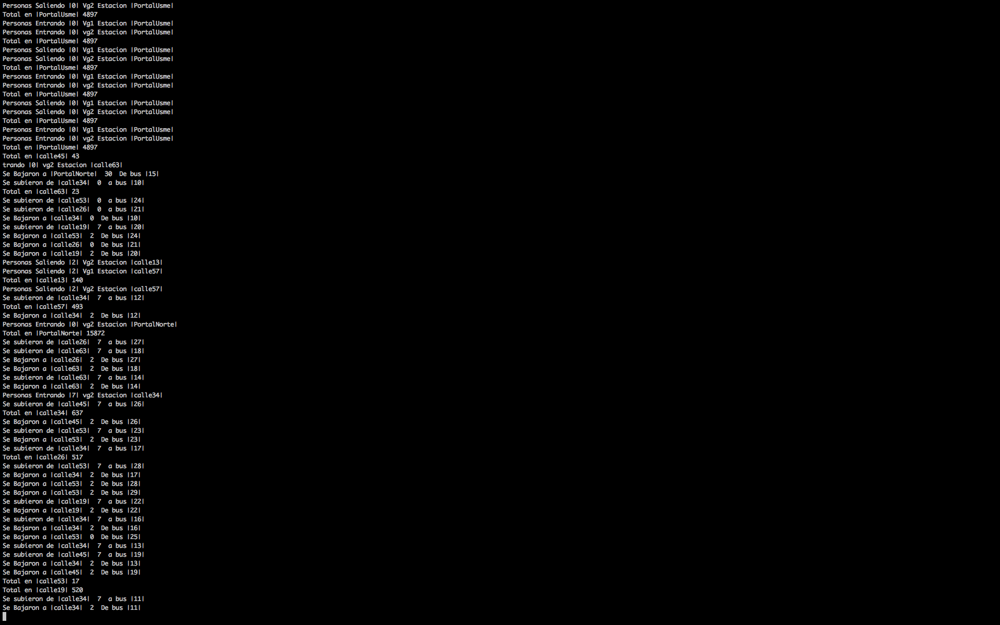 Personas Saliendo |0| Vg2 Estacion |PortalUsme|
Total en |PortalUsme| 4897
Personas Entrando |0| Vg1 Estacion |PortalUsme|
Personas Entrando |0| vg2 Estacion |PortalUsme|
Total en |PortalUsme| 4897
Personas Saliendo |0| Vg1 Estacion |PortalUsme|
Personas Saliendo |0| Vg2 Estacion |PortalUsme|
Total en |PortalUsme| 4897
Personas Entrando |0| Vg1 Estacion |PortalUsme|
Personas Entrando |0| vg2 Estacion |PortalUsme|
Total en |PortalUsme| 4897
Personas Saliendo |0| Vg1 Estacion |PortalUsme|
Personas Saliendo |0| Vg2 Estacion |PortalUsme|
Total en |PortalUsme| 4897
Personas Entrando |0| Vg1 Estacion |PortalUsme|
Personas Entrando |0| vg2 Estacion |PortalUsme|
Total en |PortalUsme| 4897
Total en |calle45| 43
trando |0| vg2 Estacion |calle63|
Se Bajaron a |PortalNorte|  30  De bus |15|
Se subieron de |calle34|  0  a bus |10|
Total en |calle63| 23
Se subieron de |calle53|  0  a bus |24|
Se subieron de |calle26|  0  a bus |21|
Se Bajaron a |calle34|  0  De bus |10|
Se subieron de |calle19|  7  a bus |20|
Se Bajaron a |calle53|  2  De bus |24|
Se Bajaron a |calle26|  0  De bus |21|
Se Bajaron a |calle19|  2  De bus |20|
Personas Saliendo |2| Vg2 Estacion |calle13|
Personas Saliendo |2| Vg1 Estacion |calle57|
Total en |calle13| 140
Personas Saliendo |2| Vg2 Estacion |calle57|
Se subieron de |calle34|  7  a bus |12|
Total en |calle57| 493
Se Bajaron a |calle34|  2  De bus |12|
Personas Entrando |0| vg2 Estacion |PortalNorte|
Total en |PortalNorte| 15872
Se subieron de |calle26|  7  a bus |27|
Se subieron de |calle63|  7  a bus |18|
Se Bajaron a |calle26|  2  De bus |27|
Se Bajaron a |calle63|  2  De bus |18|
Se subieron de |calle63|  7  a bus |14|
Se Bajaron a |calle63|  2  De bus |14|
Personas Entrando |7| vg2 Estacion |calle34|
Se subieron de |calle45|  7  a bus |26|
Total en |calle34| 637
Se Bajaron a |calle45|  2  De bus |26|
Se subieron de |calle53|  7  a bus |23|
Se Bajaron a |calle53|  2  De bus |23|
Se subieron de |calle34|  7  a bus |17|
Total en |calle26| 517
Se subieron de |calle53|  7  a bus |28|
Se Bajaron a |calle34|  2  De bus |17|
Se Bajaron a |calle53|  2  De bus |28|
Se Bajaron a |calle53|  2  De bus |29|
Se subieron de |calle19|  7  a bus |22|
Se Bajaron a |calle19|  2  De bus |22|
Se subieron de |calle34|  7  a bus |16|
Se Bajaron a |calle34|  2  De bus |16|
Se Bajaron a |calle53|  0  De bus |25|
Se subieron de |calle34|  7  a bus |13|
Se subieron de |calle45|  7  a bus |19|
Se Bajaron a |calle34|  2  De bus |13|
Se Bajaron a |calle45|  2  De bus |19|
Total en |calle53| 17
Total en |calle19| 520
Se subieron de |calle34|  7  a bus |11|
Se Bajaron a |calle34|  2  De bus |11|